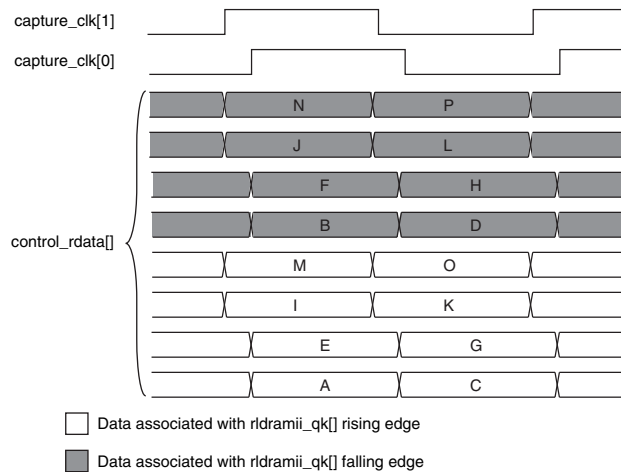 capture_clk[1]
capture_clk[0]
control_rdata[]
N P
J L
F H
B D
M O
I K
E G
A C
Data associated with rldramii_qk[] rising edge
Data associated with rldramii_qk[] falling edge